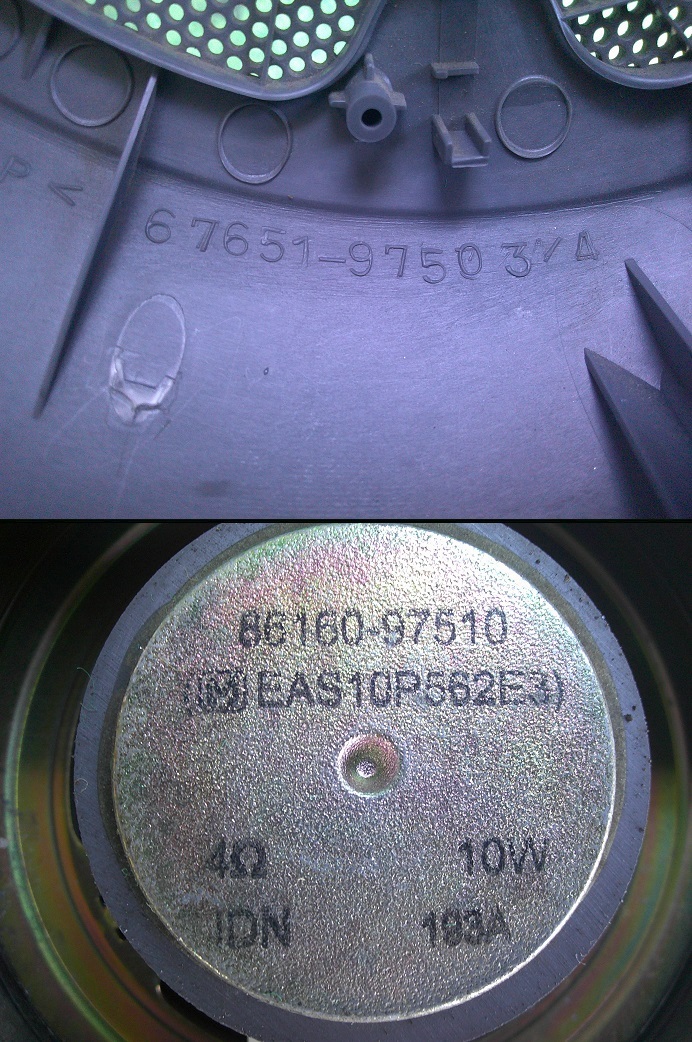 P <
67651-97503 A
86160-97510
(M EAS10P562E3)
4Ω 10W
IDN 193A